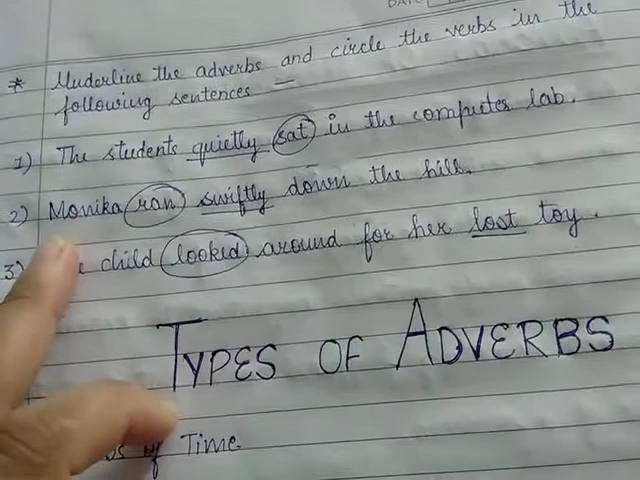 DATE
* Underline the adverbs and circle the verbs in the
following sentences —
1) The students quietly sat in the computer lab.
2) Monika ran swiftly down the hill.
3) child looked around for her lost toy.
TYPES OF ADVERBS
of Time